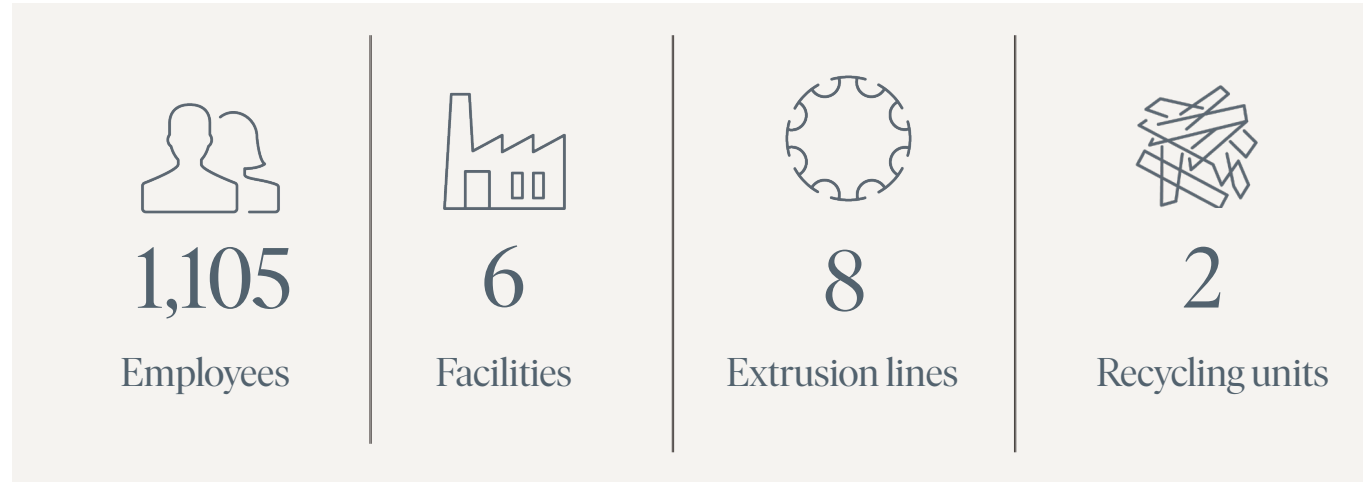 1,105
Employees
6
Facilities
8
Extrusion lines
2
Recycling units